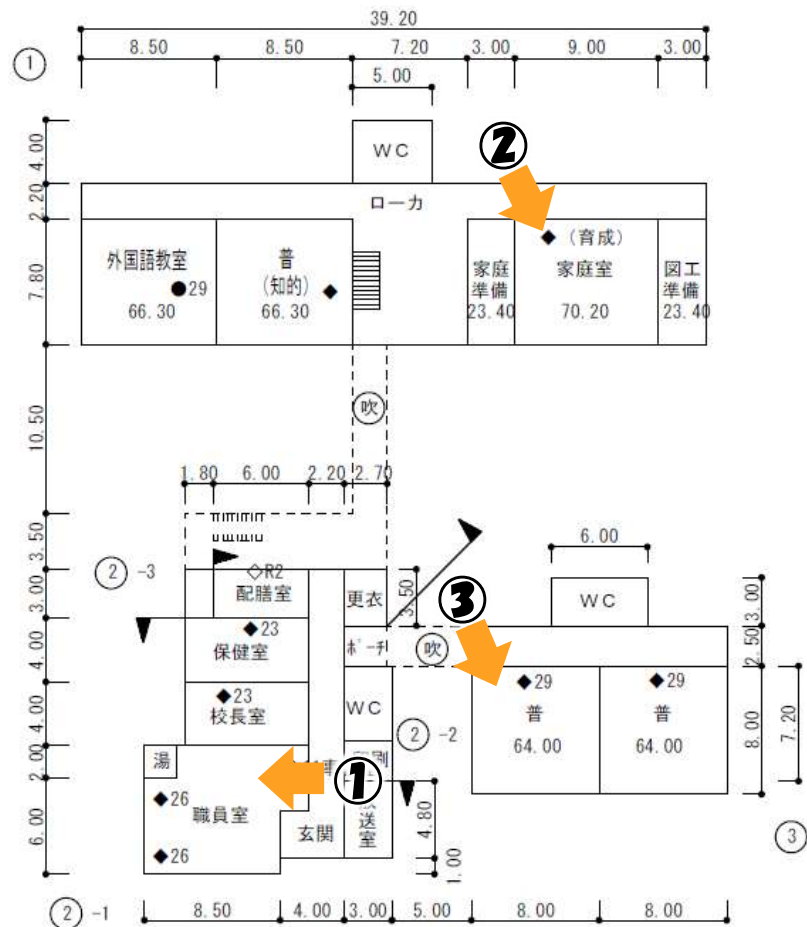 39.20
8.50 8.50 7.20 3.00 9.00 3.00
①
5.00
4.00
WC
②
2.20
ローカ
7.80
外国語教室
●29
66.30
普
(知的) ◆
66.30
家庭
準備
23.40
◆ (育成)
家庭室
70.20
図工
準備
23.40
10.50
吹
1.80 6.00 2.20 2.70
3.50
② -3
◇R2
配膳室
3.00
更衣
3.50
③
6.00
WC
3.00
◆23
保健室
4.00
ポーチ
吹
2.50
◆23
校長室
4.00
WC
② -2
◆29
普
64.00
◆29
普
64.00
8.00
7.20
湯
2.00
①
◆26
職員室
◆26
6.00
玄関
送
室
4.80
1.00
③
② -1
8.50 4.00 3.00 5.00 8.00 8.00